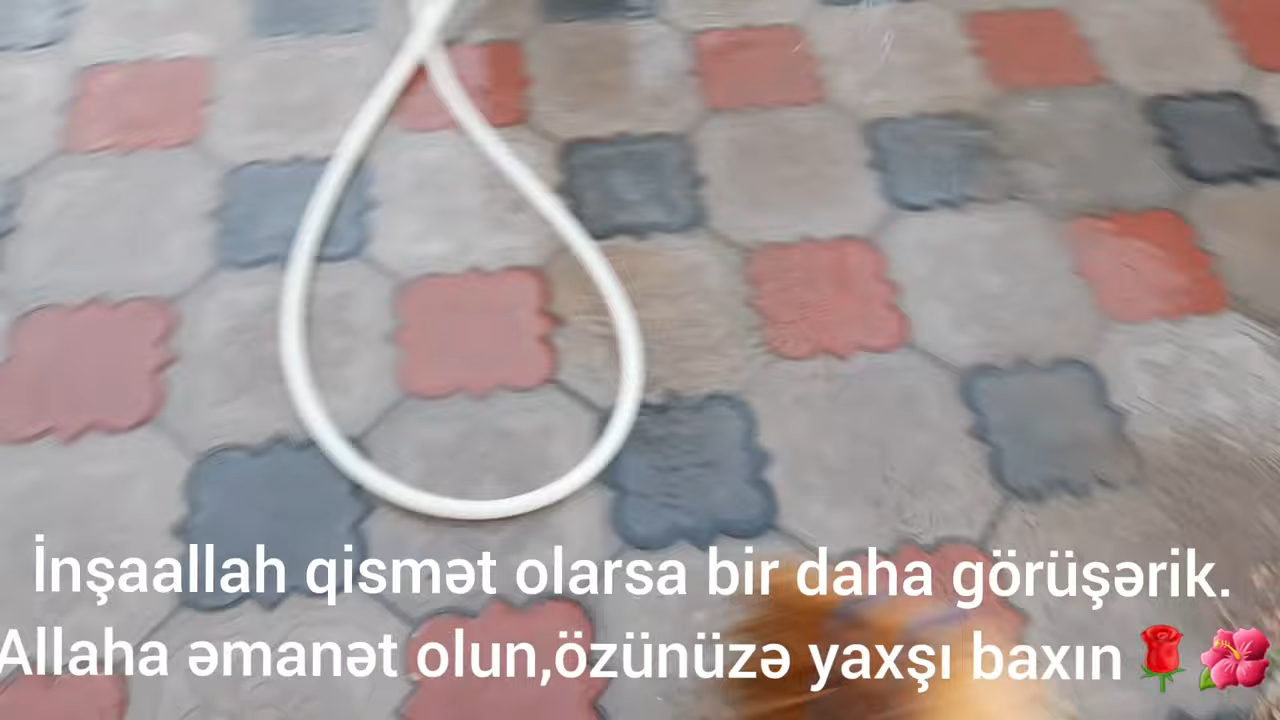 İnşaallah qismət olarsa bir daha görüşərik.
Allaha əmanət olun,özünüzə yaxşı baxın🌹🌺